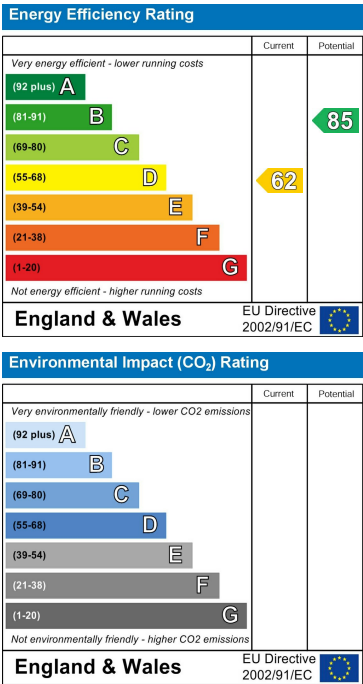 Energy Efficiency Rating
Current Potential
Very energy efficient - lower running costs
(92 plus) A
(81-91) B
85
(69-80) C
(55-68) D
62
(39-54) E
(21-38) F
(1-20) G
Not energy efficient - higher running costs
England & Wales
EU Directive
2002/91/EC
Environmental Impact (CO₂) Rating
Current Potential
Very environmentally friendly - lower CO2 emissions
(92 plus) A
(81-91) B
(69-80) C
(55-68) D
(39-54) E
(21-38) F
(1-20) G
Not environmentally friendly - higher CO2 emissions
England & Wales
EU Directive
2002/91/EC